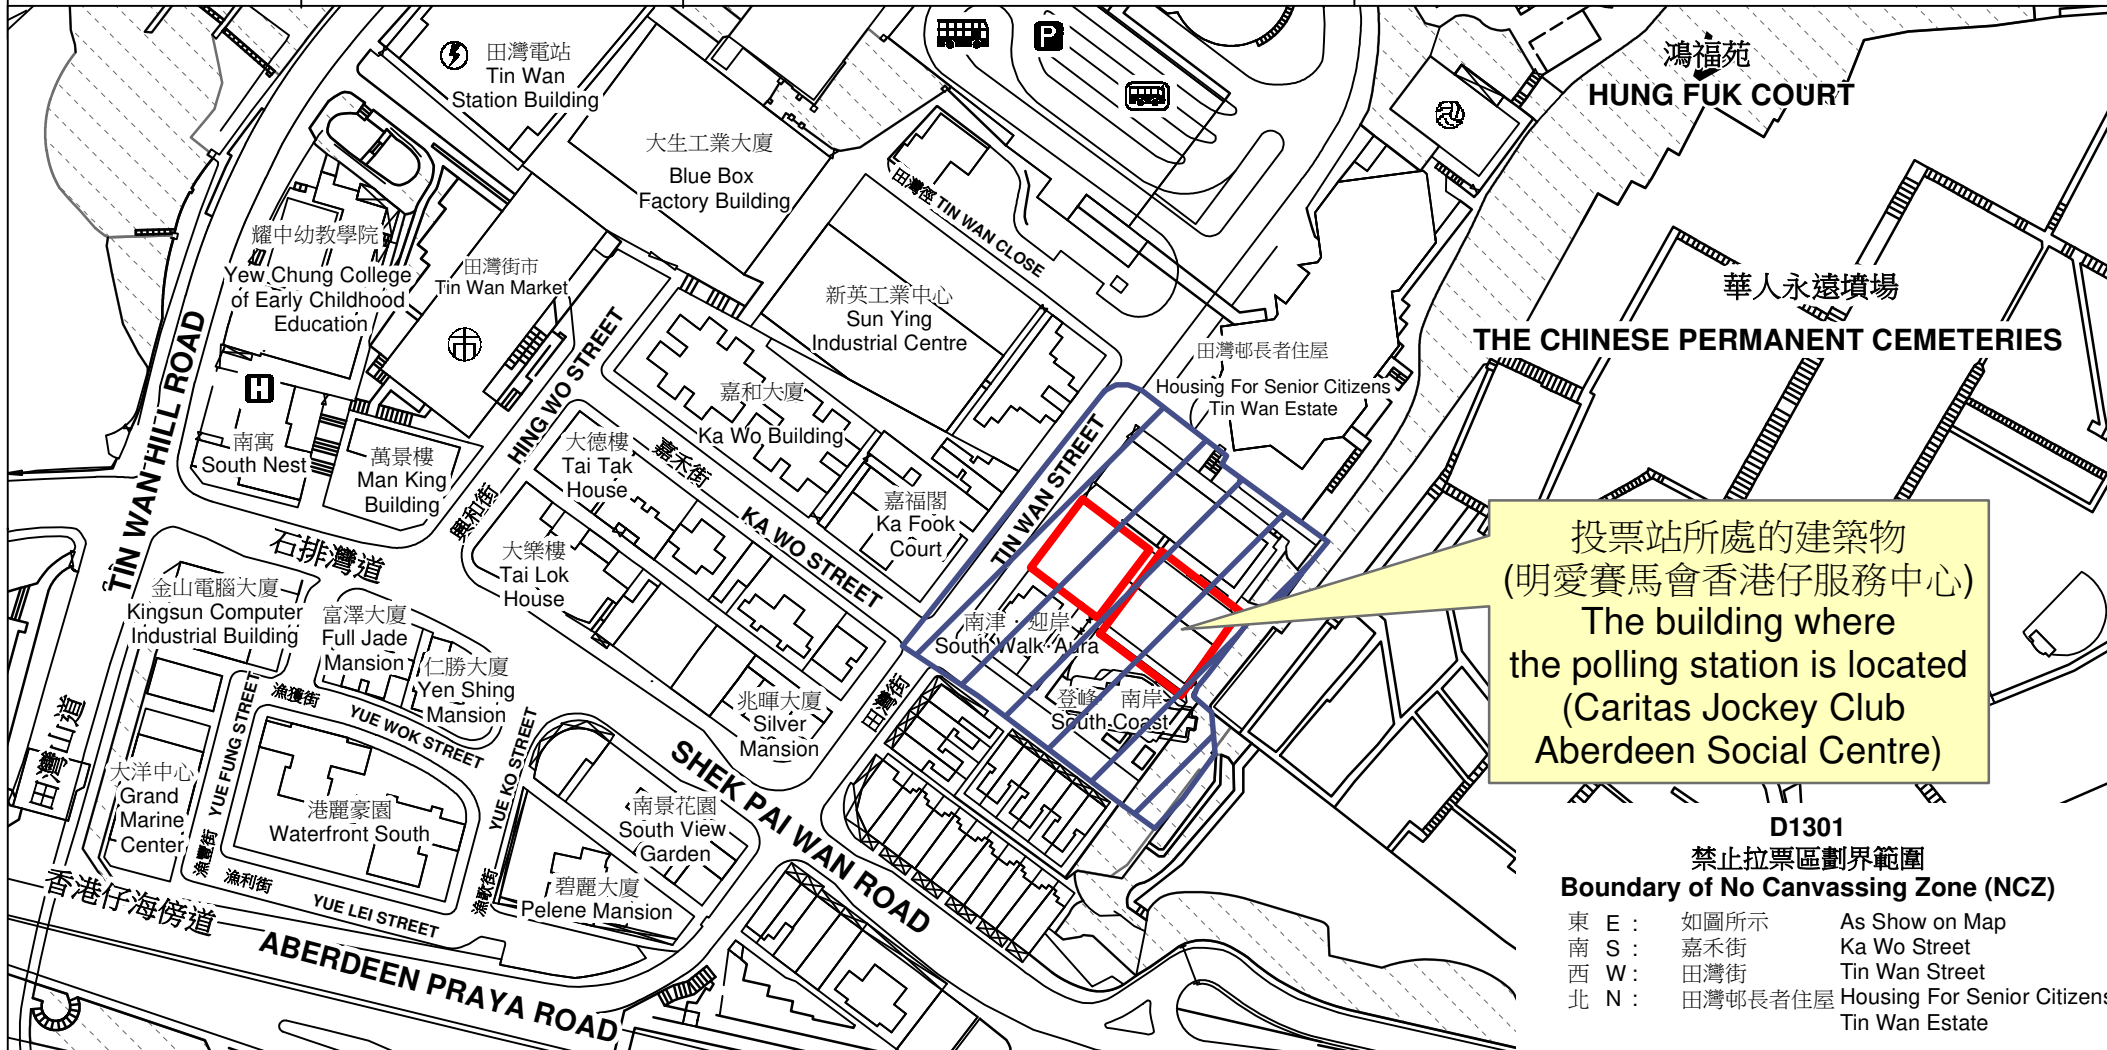 田灣電站
Tin Wan
Station Building
P
鴻福苑
HUNG FUK COURT
大生工業大廈
Blue Box
Factory Building
田灣徑 TIN WAN CLOSE
耀中幼教學院
Yew Chung College
of Early Childhood
Education
田灣街市
Tin Wan Market
市
新英工業中心
Sun Ying
Industrial Centre
華人永遠墳場
THE CHINESE PERMANENT CEMETERIES
田灣邨長者住屋
Housing For Senior Citizens
Tin Wan Estate
TIN WAN HILL ROAD
HING WO STREET
H
嘉和大廈
Ka Wo Building
南寓
South Nest
萬景樓
Man King
Building
大德樓
Tai Tak
House
嘉禾街
KA WO STREET
嘉福閣
Ka Fook
Court
TIN WAN STREET
興和街
石排灣道
大樂樓
Tai Lok
House
投票站所處的建築物
(明愛賽馬會香港仔服務中心)
The building where
the polling station is located
(Caritas Jockey Club
Aberdeen Social Centre)
金山電腦大廈
Kingsun Computer
Industrial Building
富澤大廈
Full Jade
Mansion
仁勝大廈
Yen Shing
Mansion
南津．迎岸
South Walk·Aura
登峰·南岸
South Coast
田灣街
兆暉大廈
Silver
Mansion
漁獲街
YUE WOK STREET
YUE FUNG STREET
YUE KO STREET
田灣山道
SHEK PAI WAN ROAD
大洋中心
Grand
Marine
Center
港麗豪園
Waterfront South
南景花園
South View
Garden
漁豐街
漁利街
YUE LEI STREET
漁歌街
碧麗大廈
Pelene Mansion
香港仔海傍道
ABERDEEN PRAYA ROAD
D1301
禁止拉票區劃界範圍
Boundary of No Canvassing Zone (NCZ)
東 E : 如圖所示 As Show on Map
南 S : 嘉禾街 Ka Wo Street
西 W : 田灣街 Tin Wan Street
北 N : 田灣邨長者住屋 Housing For Senior Citizens
Tin Wan Estate